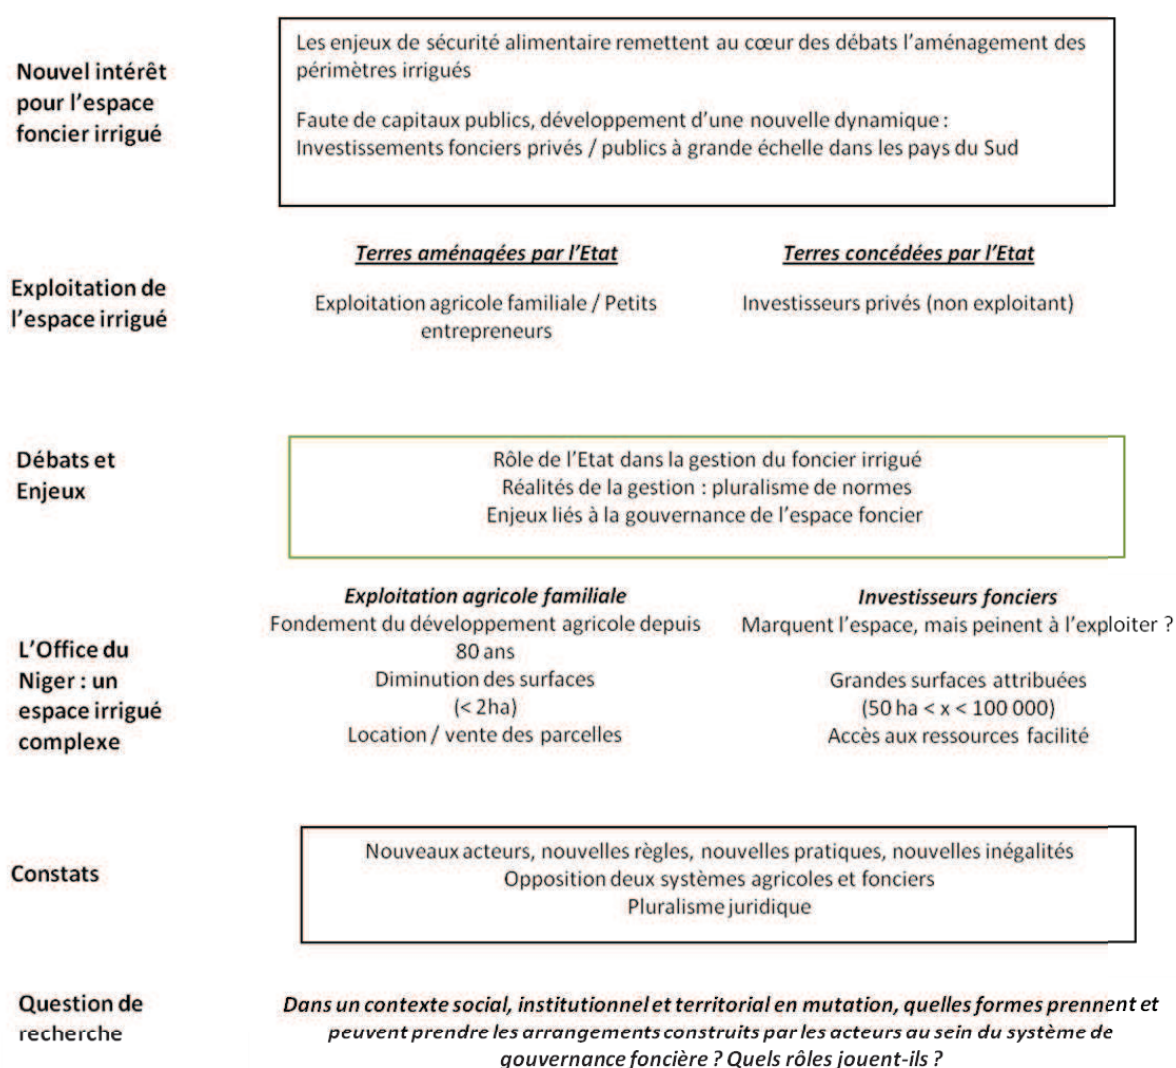 Nouvel intérêt
pour l'espace
foncier irrigué
Les enjeux de sécurité alimentaire remettent au cœur des débats l'aménagement des
périmètres irrigués
Faute de capitaux publics, développement d'une nouvelle dynamique :
Investissements fonciers privés / publics à grande échelle dans les pays du Sud
Exploitation de
l'espace irrigué
Terres aménagées par l'Etat
Exploitation agricole familiale / Petits
entrepreneurs
Terres concédées par l'Etat
Investisseurs privés (non exploitant)
Débats et
Enjeux
Rôle de l'Etat dans la gestion du foncier irrigué
Réalités de la gestion : pluralisme de normes
Enjeux liés à la gouvernance de l'espace foncier
L'Office du
Niger : un
espace irrigué
complexe
Exploitation agricole familiale
Fondement du développement agricole depuis
80 ans
Diminution des surfaces
(< 2ha)
Location / vente des parcelles
Investisseurs fonciers
Marquent l'espace, mais peinent à l'exploiter ?
Grandes surfaces attribuées
(50 ha < x < 100 000)
Accès aux ressources facilité
Constats
Nouveaux acteurs, nouvelles règles, nouvelles pratiques, nouvelles inégalités
Opposition deux systèmes agricoles et fonciers
Pluralisme juridique
Question de
recherche
Dans un contexte social, institutionnel et territorial en mutation, quelles formes prennent et
peuvent prendre les arrangements construits par les acteurs au sein du système de
gouvernance foncière ? Quels rôles jouent-ils ?